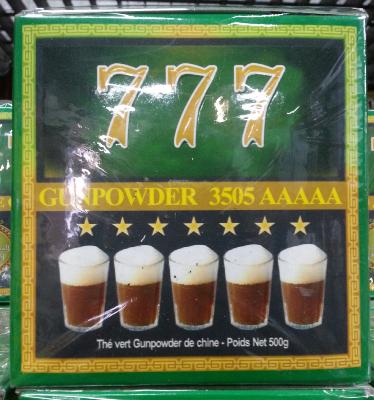 777
GUNPOWDER 3505 AAAAA
Thé vert Gunpowder de chine - Poids Net 500g